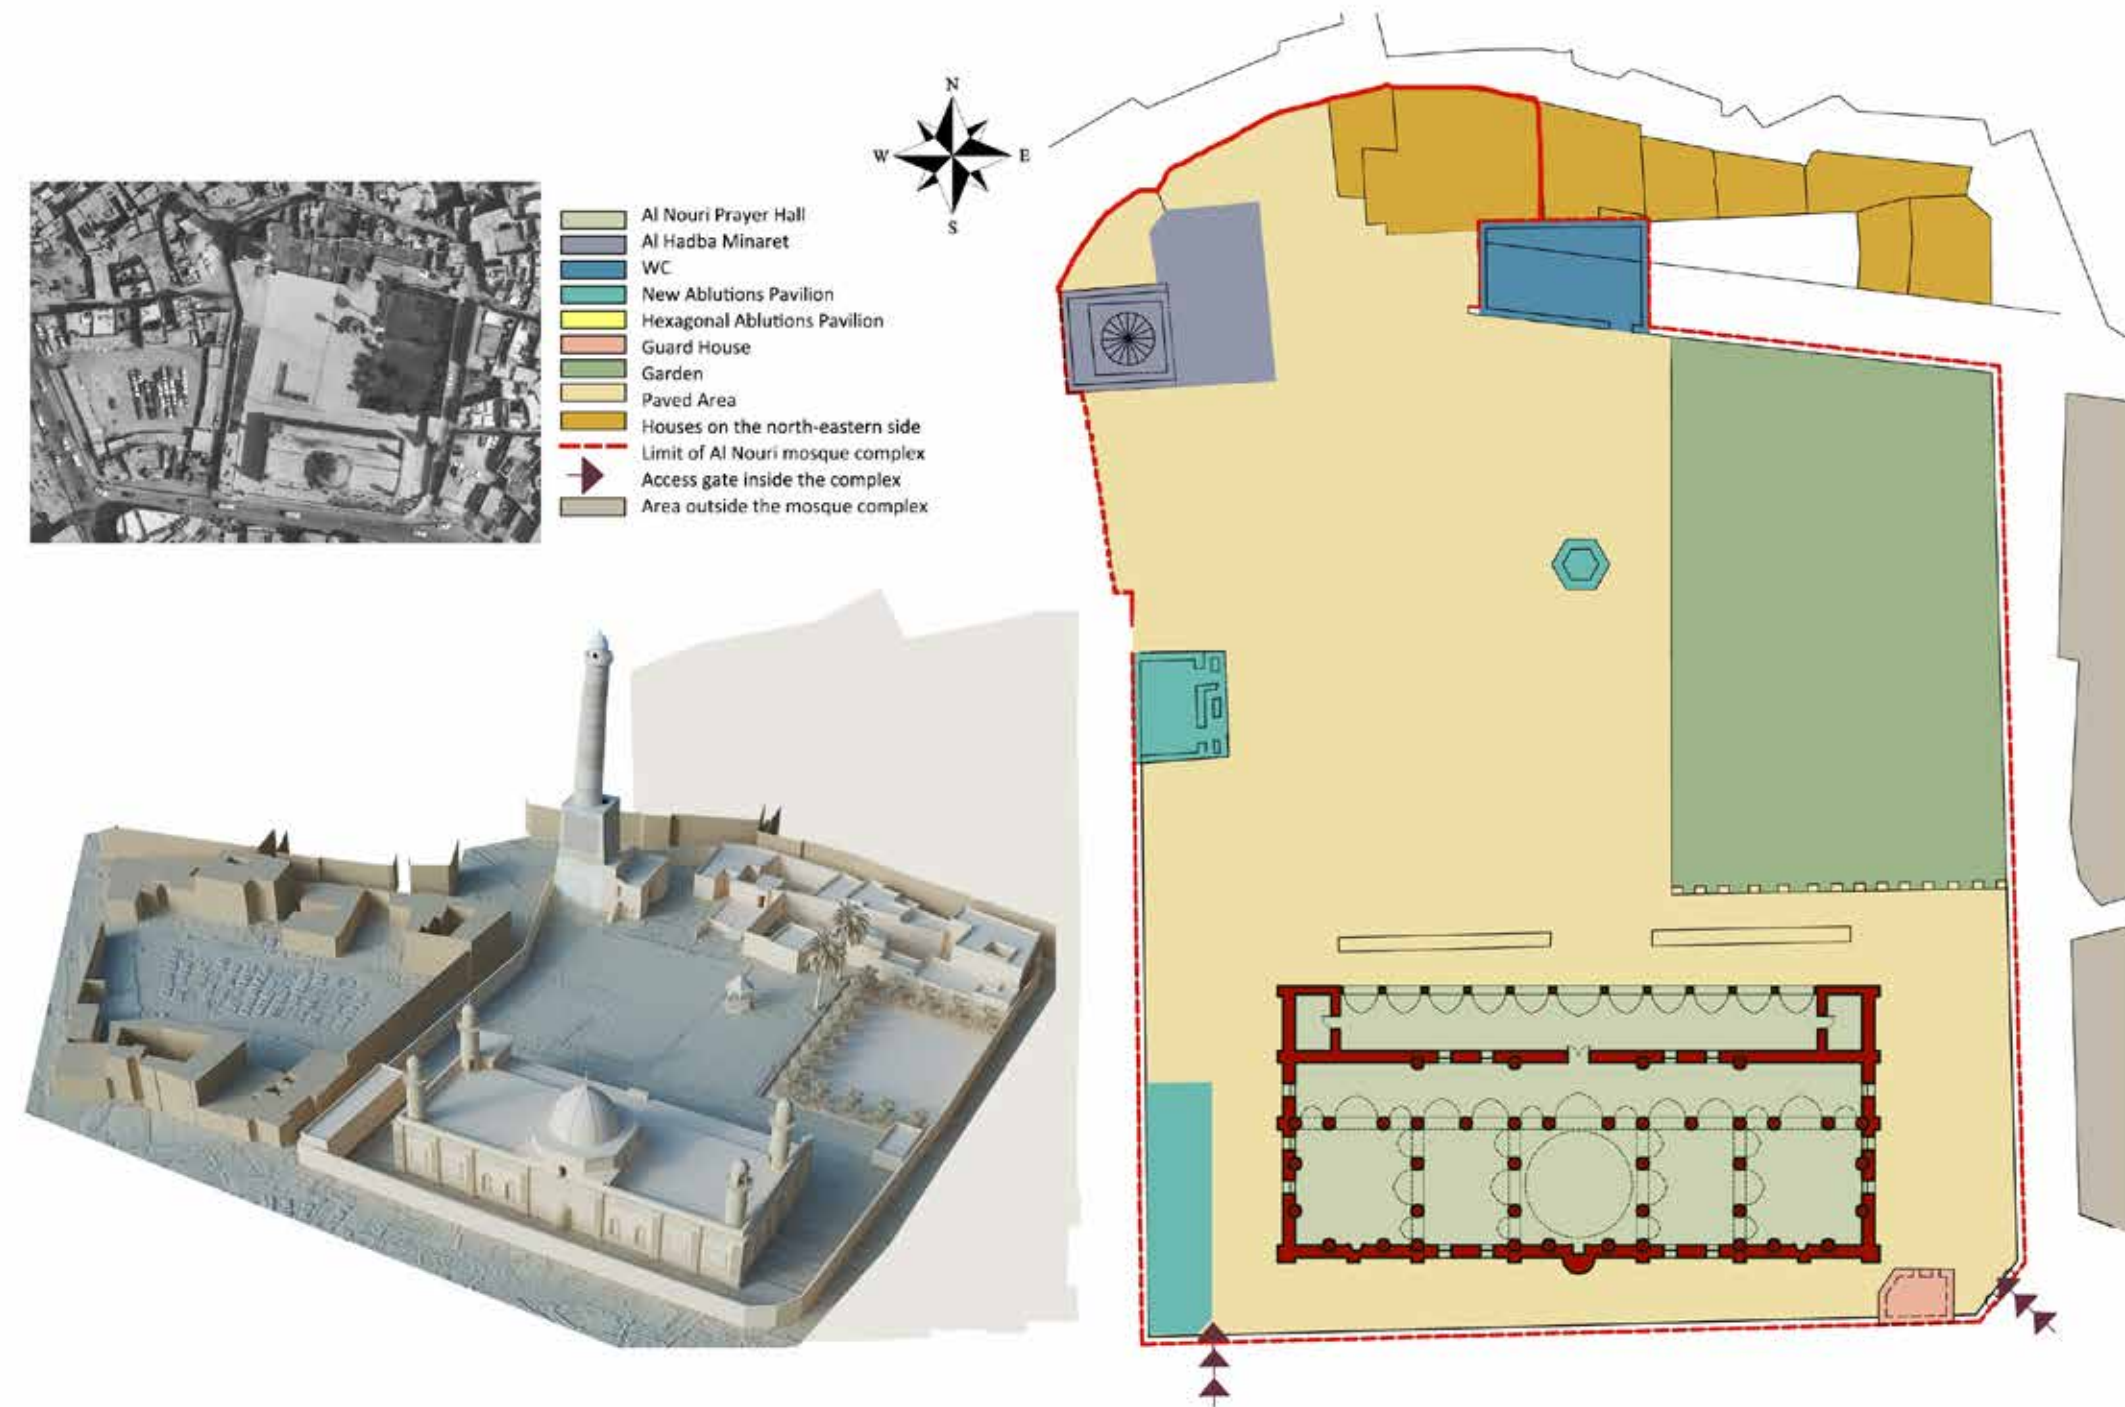 N
W E
S
Al Nouri Prayer Hall
Al Hadba Minaret
WC
New Ablutions Pavilion
Hexagonal Ablutions Pavilion
Guard House
Garden
Paved Area
Houses on the north-eastern side
Limit of Al Nouri mosque complex
Access gate inside the complex
Area outside the mosque complex